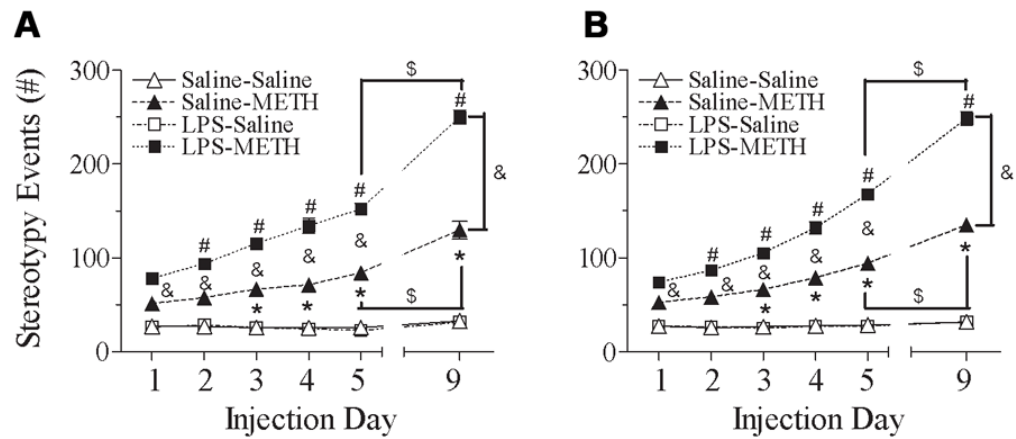 A
Stereotypy Events (#)
300
200
100
0
Saline-Saline
Saline-METH
LPS-Saline
LPS-METH
$
#
&
# # # # #
& & & & &
* * * *
$
1 2 3 4 5 9
Injection Day
B
300
200
100
0
Saline-Saline
Saline-METH
LPS-Saline
LPS-METH
$
#
&
# # # #
& & & & &
* * * *
$
1 2 3 4 5 9
Injection Day